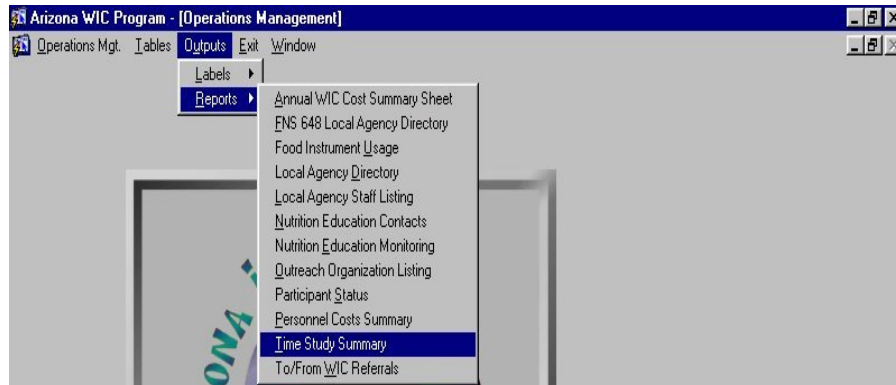 Arizona WIC Program - [Operations Management]
Operations Mgt. Tables Outputs Exit Window
Labels
Reports
Annual WIC Cost Summary Sheet
FNS 648 Local Agency Directory
Food Instrument Usage
Local Agency Directory
Local Agency Staff Listing
Nutrition Education Contacts
Nutrition Education Monitoring
Outreach Organization Listing
Participant Status
Personnel Costs Summary
Time Study Summary
To/From WIC Referrals